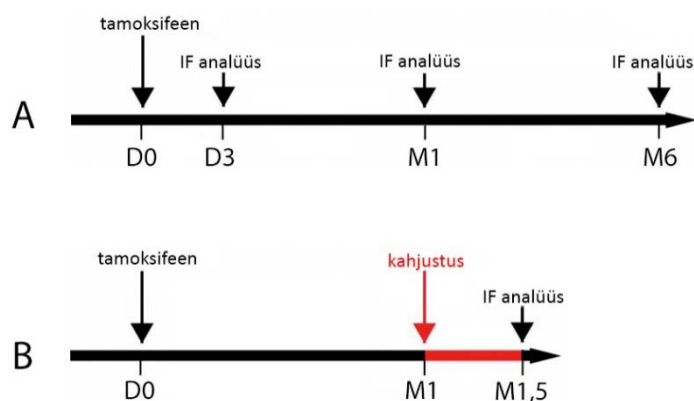 tamoksifeen
IF analüüs IF analüüs IF analüüs
A
D0 D3 M1 M6
tamoksifeen kahjustus
IF analüüs
B
D0 M1 M1,5